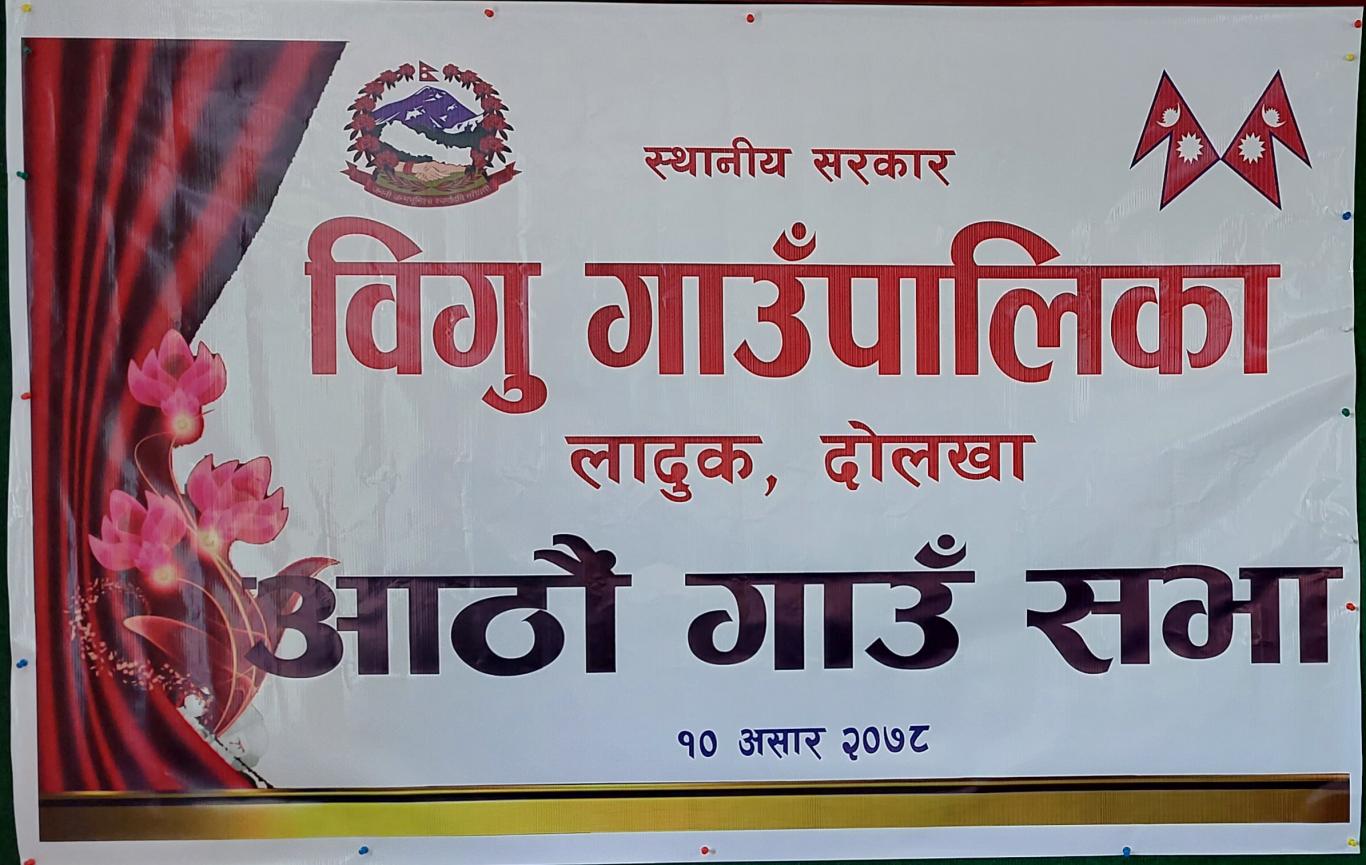 स्थानीय सरकार
विगु गाउँपालिका
लादुक, दोलखा
आठौं गाउँ सभा
१० असार २०७८